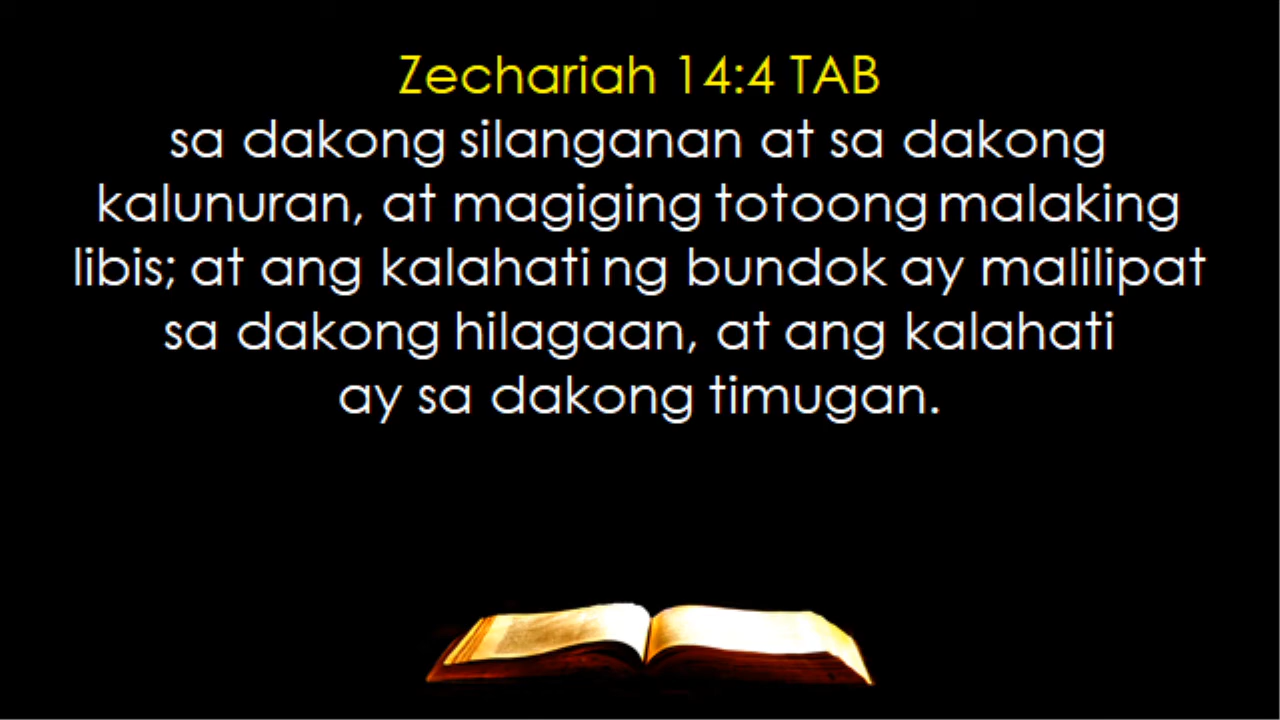 Zechariah 14:4 TAB
sa dakong silanganan at sa dakong
kalunuran, at magiging totoong malaking
libis; at ang kalahati ng bundok ay malilipat
sa dakong hilagaan, at ang kalahati
ay sa dakong timugan.